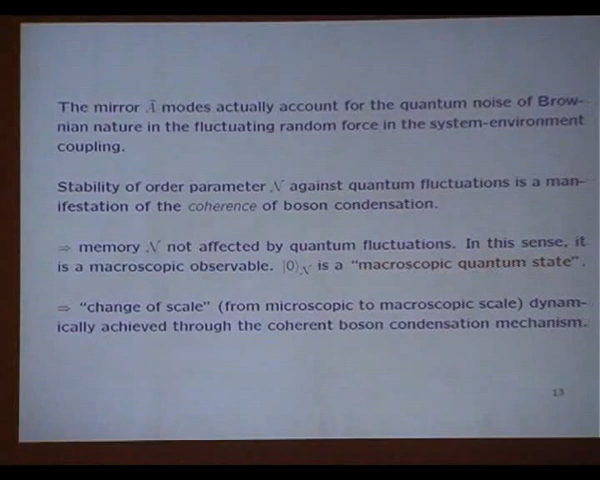 The mirror Ã modes actually account for the quantum noise of Brow-
nian nature in the fluctuating random force in the system-environment
coupling.
Stability of order parameter 𝒩 against quantum fluctuations is a man-
ifestation of the coherence of boson condensation.
⇒ memory 𝒩 not affected by quantum fluctuations. In this sense, it
is a macroscopic observable. |0⟩𝒩 is a “macroscopic quantum state”.
⇒ “change of scale” (from microscopic to macroscopic scale) dynam-
ically achieved through the coherent boson condensation mechanism.
13